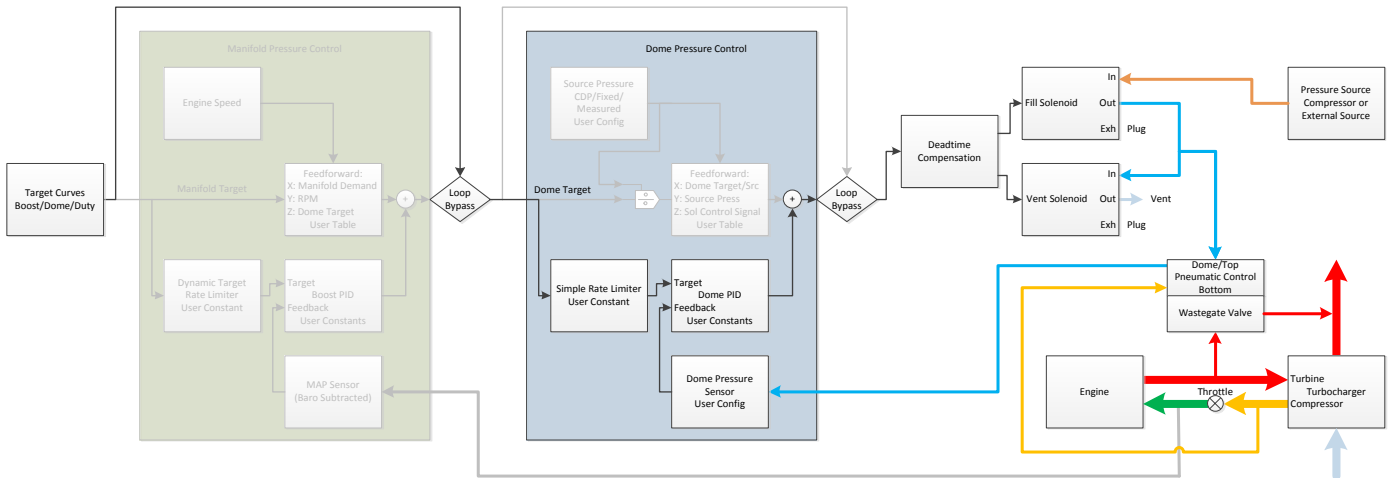 Target Curves
Boost/Dome/Duty
Manifold Pressure Control
Engine Speed
Manifold Target
Feedforward:
X: Manifold Demand
Y: RPM
Z: Dome Target
User Table
+
Dynamic Target
Rate Limiter
User Constant
Target
Boost PID
Feedback
User Constants
MAP Sensor
(Baro Subtracted)
Loop
Bypass
Dome Pressure Control
Source Pressure
CDP/Fixed/
Measured
User Config
Dome Target
÷
Feedforward:
X: Dome Target/Src
Y: Source Press
Z: Sol Control Signal
User Table
+
Simple Rate Limiter
User Constant
Target
Dome PID
Feedback
User Constants
Dome Pressure
Sensor
User Config
Loop
Bypass
Deadtime
Compensation
In
Fill Solenoid
Out
Exh
Plug
In
Vent Solenoid
Out
Vent
Exh
Plug
Pressure Source
Compressor or
External Source
Dome/Top
Pneumatic Control
Bottom
Wastegate Valve
Engine
Throttle
Turbine
Turbocharger
Compressor